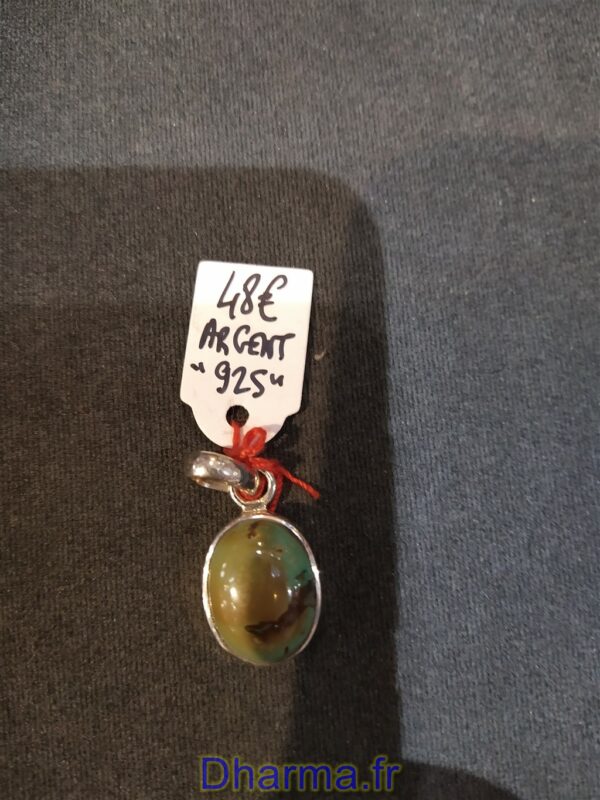 48€
ARGENT
"925"
Dharma.fr